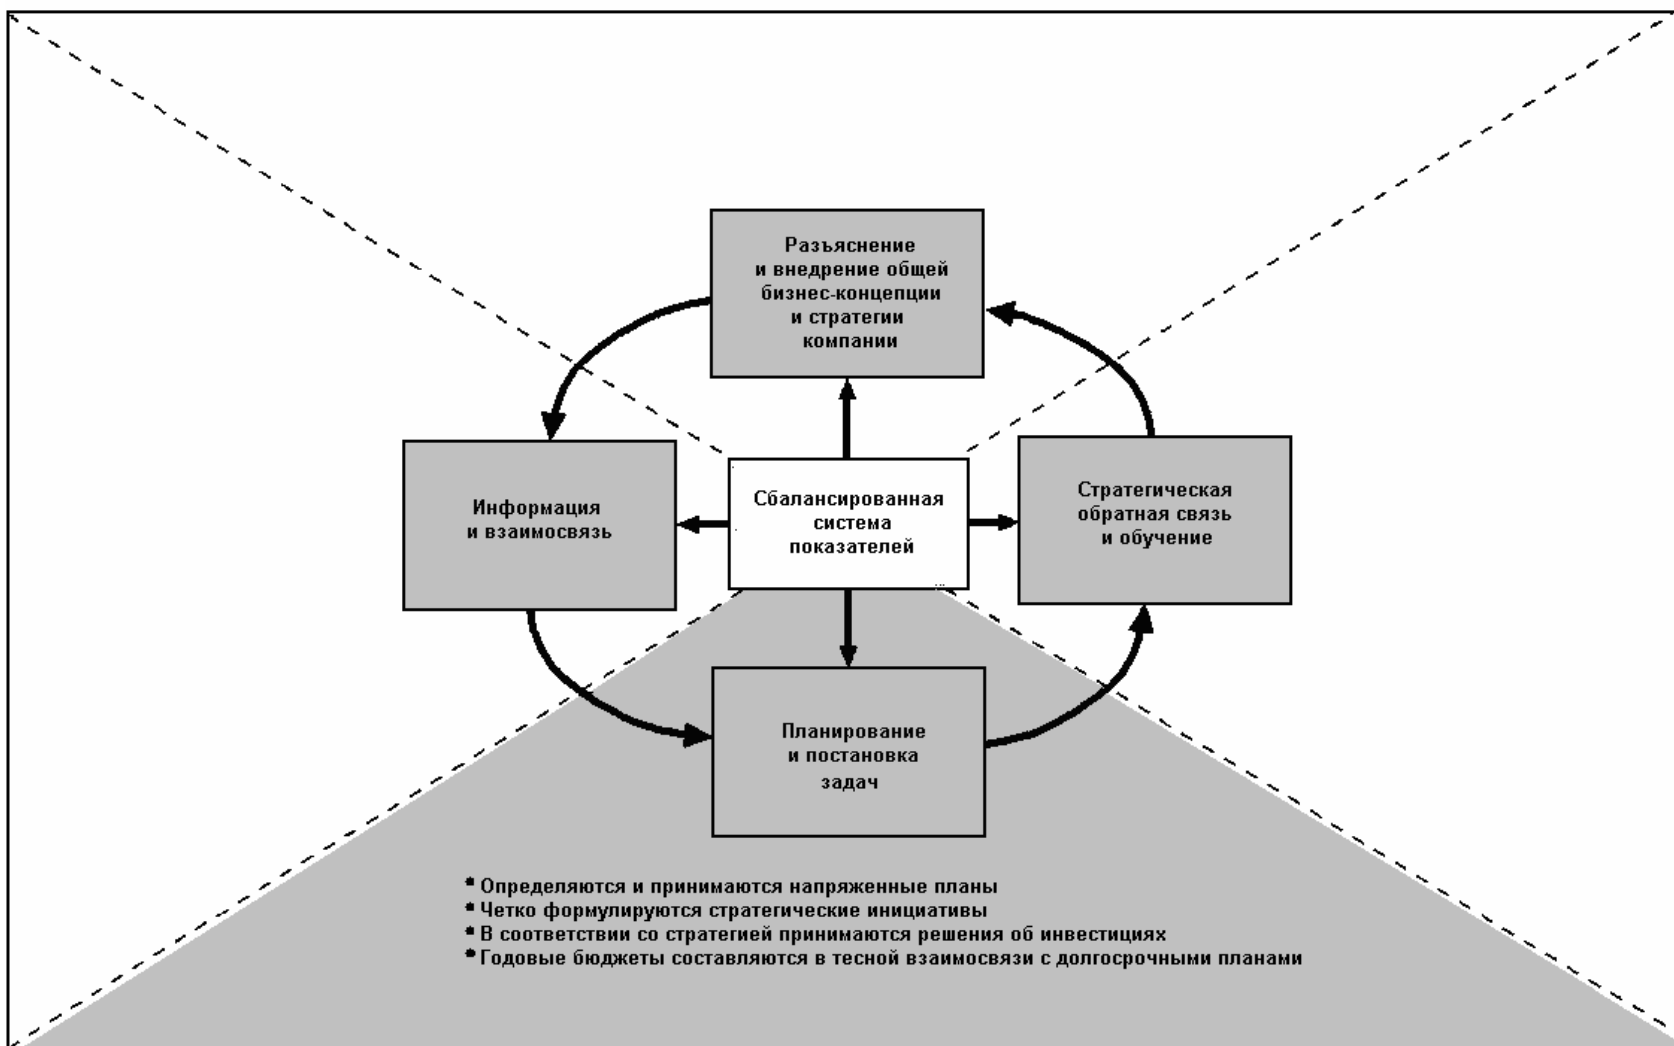 Разъяснение
и внедрение общей
бизнес-концепции
и стратегии
компании
Информация
и взаимосвязь
Сбалансированная
система
показателей
Стратегическая
обратная связь
и обучение
Планирование
и постановка
задач
* Определяются и принимаются напряженные планы
* Четко формулируются стратегические инициативы
* В соответствии со стратегией принимаются решения об инвестициях
* Годовые бюджеты составляются в тесной взаимосвязи с долгосрочными планами